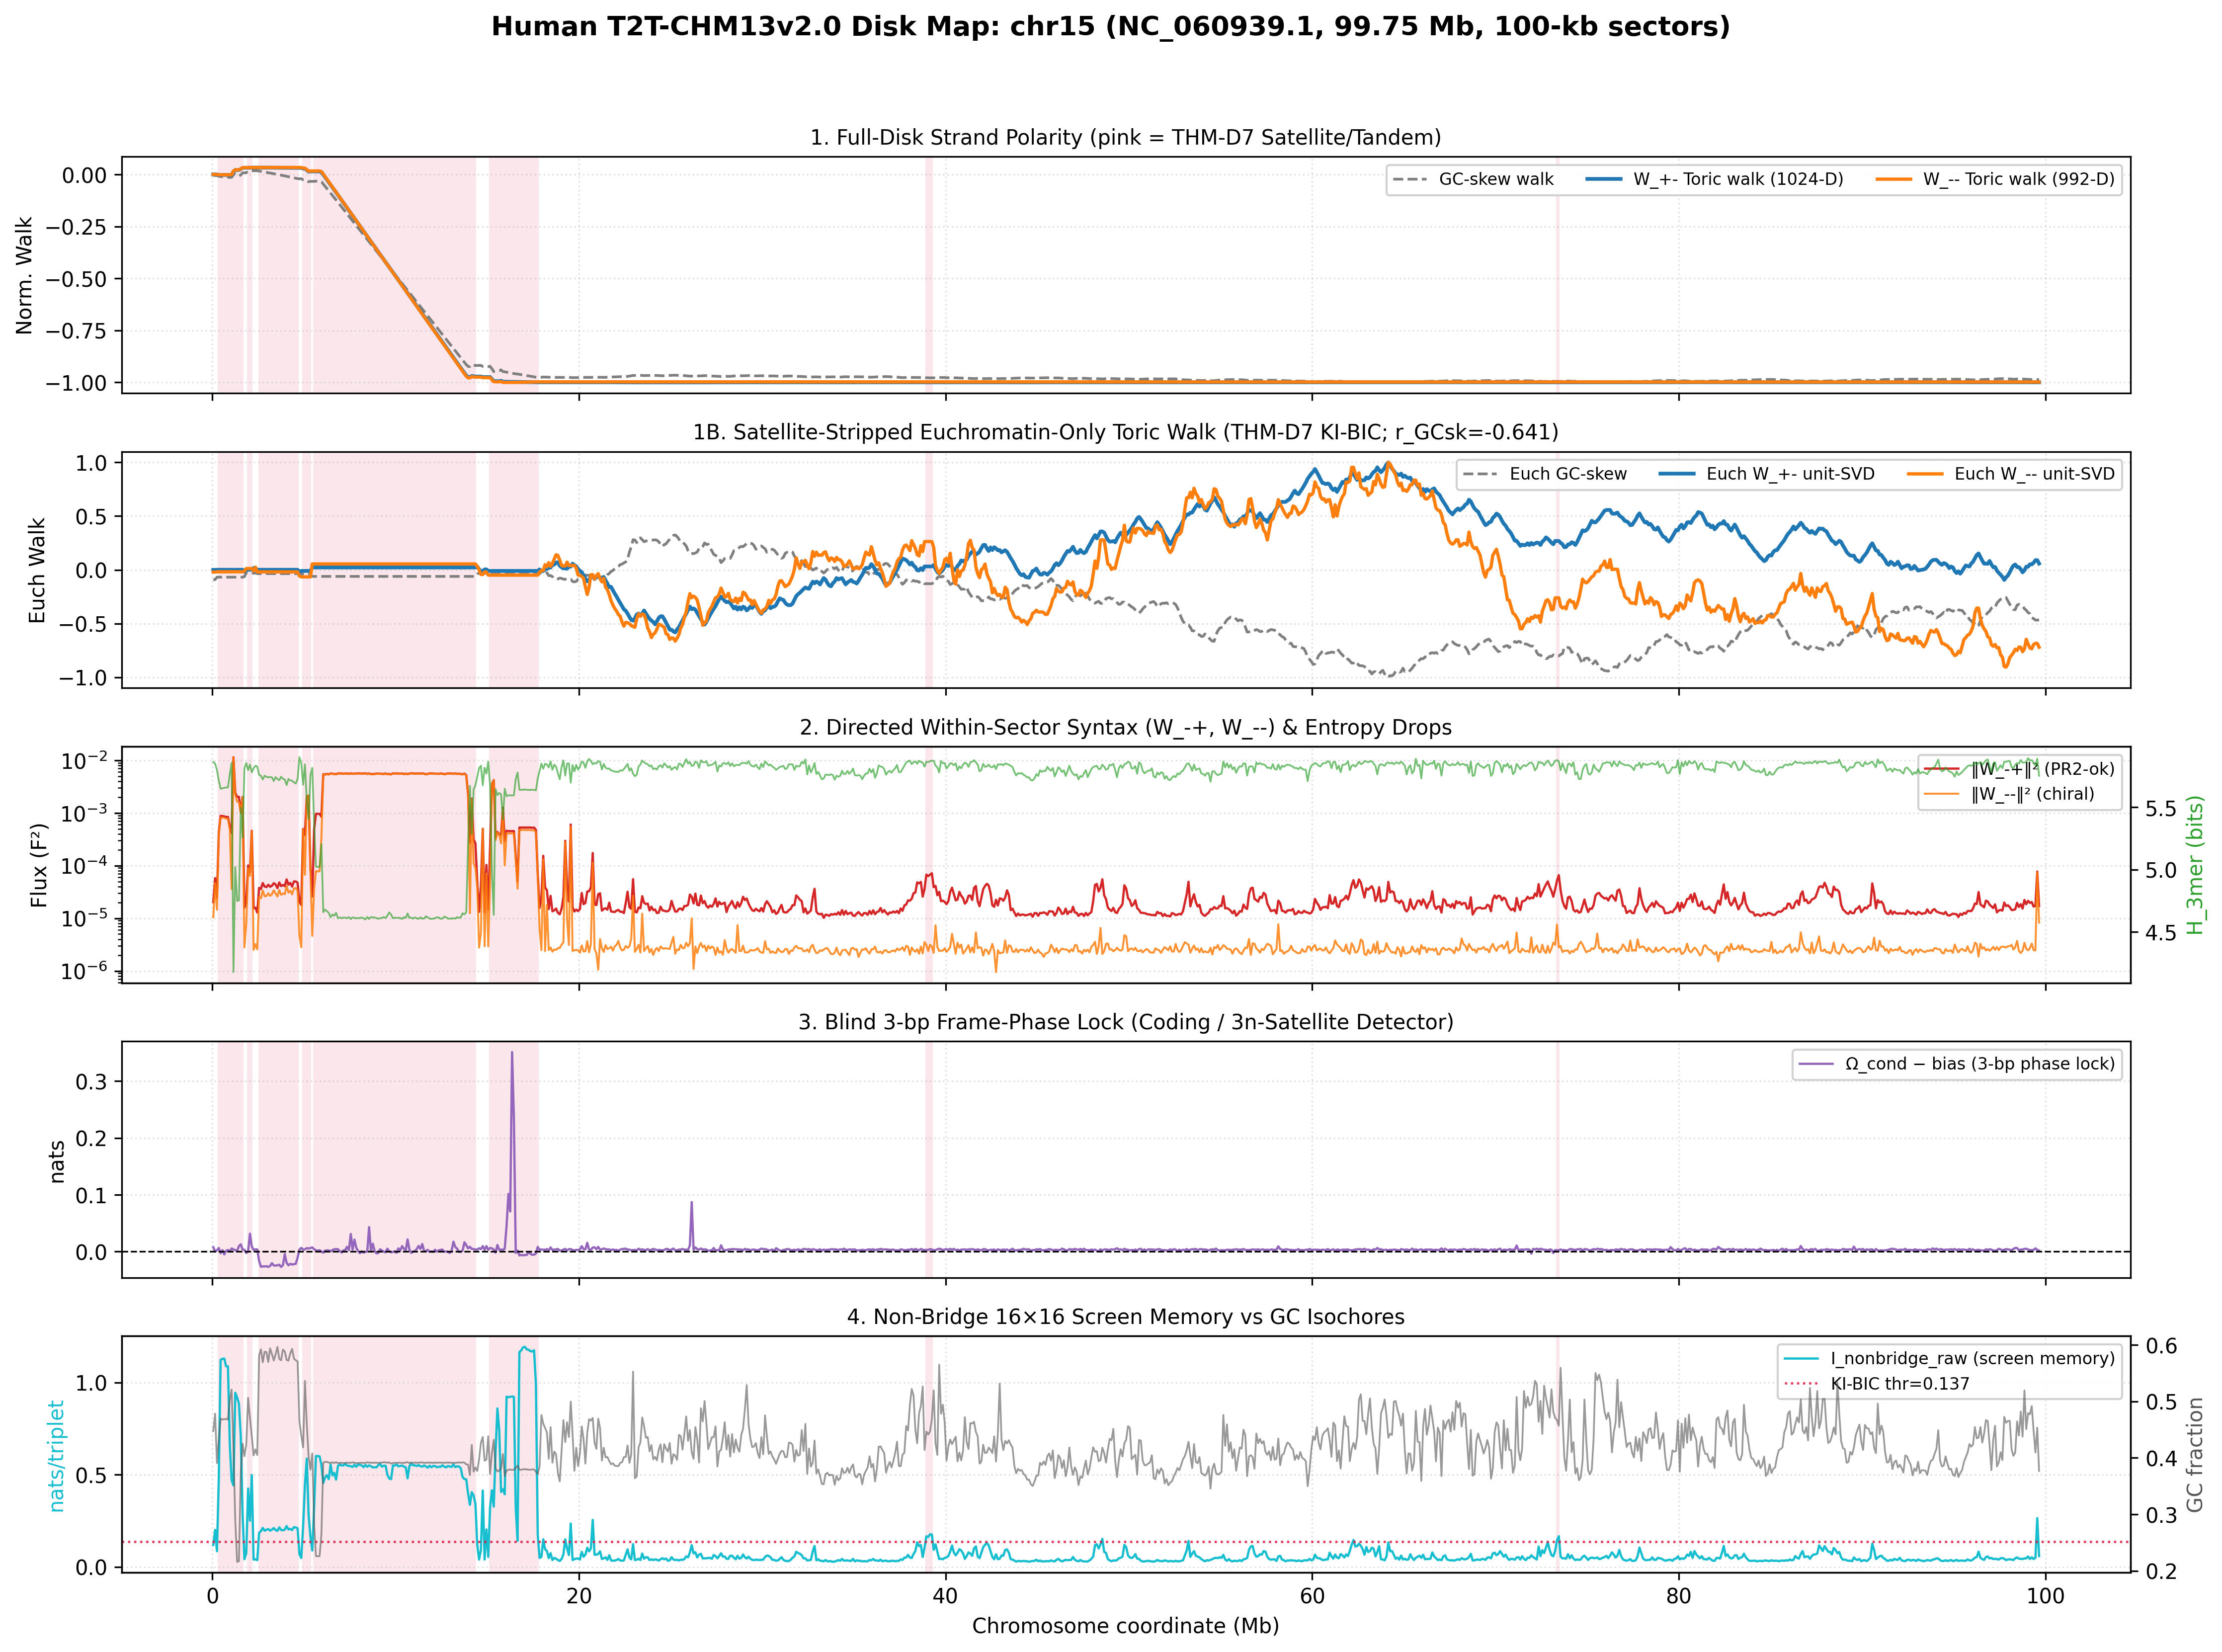 Human T2T-CHM13v2.0 Disk Map: chr15 (NC_060939.1, 99.75 Mb, 100-kb sectors)
1. Full-Disk Strand Polarity (pink = THM-D7 Satellite/Tandem)
Norm. Walk
0.00
−0.25
−0.50
−0.75
−1.00
GC-skew walk
W_+- Toric walk (1024-D)
W_-- Toric walk (992-D)
1B. Satellite-Stripped Euchromatin-Only Toric Walk (THM-D7 KI-BIC; r_GCsk=-0.641)
Euch Walk
1.0
0.5
0.0
−0.5
−1.0
Euch GC-skew
Euch W_+- unit-SVD
Euch W_-- unit-SVD
2. Directed Within-Sector Syntax (W_-+, W_--) & Entropy Drops
Flux (F²)
10⁻²
10⁻³
10⁻⁴
10⁻⁵
10⁻⁶
‖W_-+‖² (PR2-ok)
‖W_--‖² (chiral)
5.5
5.0
4.5
H_3mer (bits)
3. Blind 3-bp Frame-Phase Lock (Coding / 3n-Satellite Detector)
nats
0.3
0.2
0.1
0.0
Ω_cond − bias (3-bp phase lock)
4. Non-Bridge 16×16 Screen Memory vs GC Isochores
nats/triplet
1.0
0.5
0.0
I_nonbridge_raw (screen memory)
KI-BIC thr=0.137
0.6
0.5
0.4
0.3
0.2
GC fraction
0
20
40
60
80
100
Chromosome coordinate (Mb)